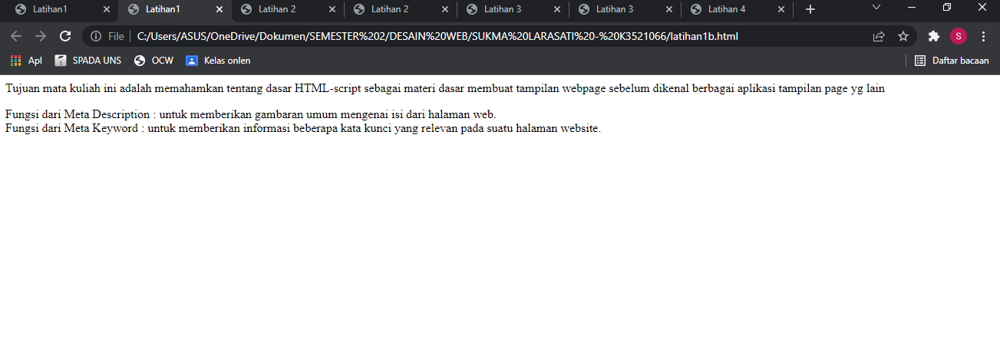 Latihan1 Latihan1 Latihan 2 Latihan 2 Latihan 3 Latihan 3 Latihan 4
File C:/Users/ASUS/OneDrive/Dokumen/SEMESTER%202/DESAIN%20WEB/SUKMA%20LARASATI%20-%20K3521066/latihan1b.html S
Apl SPADA UNS OCW Kelas onlen Daftar bacaan
Tujuan mata kuliah ini adalah memahamkan tentang dasar HTML-script sebagai materi dasar membuat tampilan webpage sebelum dikenal berbagai aplikasi tampilan page yg lain
Fungsi dari Meta Description : untuk memberikan gambaran umum mengenai isi dari halaman web.
Fungsi dari Meta Keyword : untuk memberikan informasi beberapa kata kunci yang relevan pada suatu halaman website.